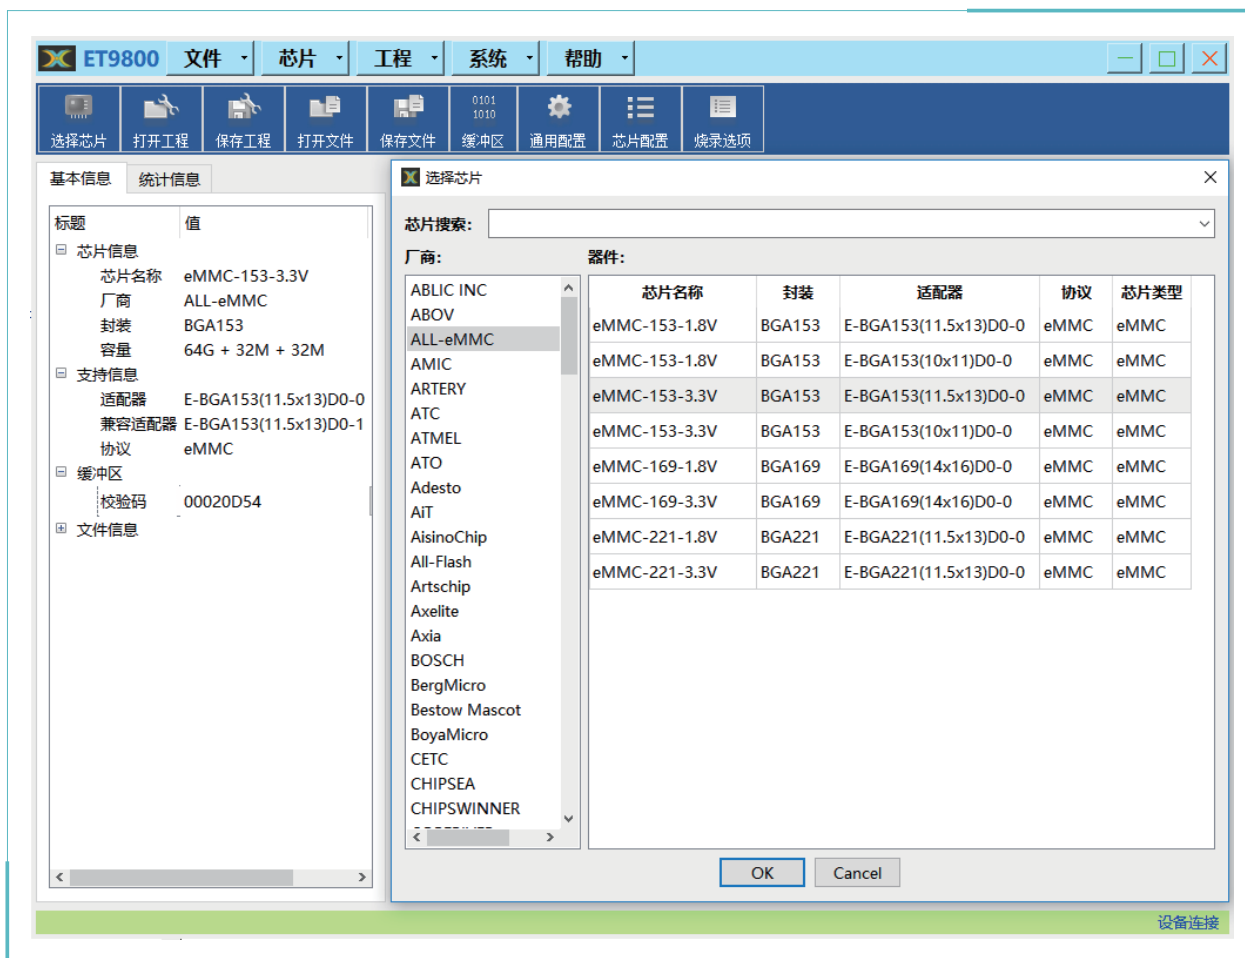 ET9800 文件 芯片 工程 系统 帮助
0101
1010
选择芯片 打开工程 保存工程 打开文件 保存文件 缓冲区 通用配置 芯片配置 烧录选项
基本信息 统计信息
标题 值
芯片信息
芯片名称 eMMC-153-3.3V
厂商 ALL-eMMC
封装 BGA153
容量 64G + 32M + 32M
支持信息
适配器 E-BGA153(11.5x13)D0-0
兼容适配器 E-BGA153(11.5x13)D0-1
协议 eMMC
缓冲区
校验码 00020D54
文件信息
选择芯片
芯片搜索:
厂商: 器件:
ABLIC INC
ABOV
ALL-eMMC
AMIC
ARTERY
ATC
ATMEL
ATO
Adesto
AiT
AisinoChip
All-Flash
Artschip
Axelite
Axia
BOSCH
BergMicro
Bestow Mascot
BoyaMicro
CETC
CHIPSEA
CHIPSWINNER
芯片名称 封装 适配器 协议 芯片类型
eMMC-153-1.8V BGA153 E-BGA153(11.5x13)D0-0 eMMC eMMC
eMMC-153-1.8V BGA153 E-BGA153(10x11)D0-0 eMMC eMMC
eMMC-153-3.3V BGA153 E-BGA153(11.5x13)D0-0 eMMC eMMC
eMMC-153-3.3V BGA153 E-BGA153(10x11)D0-0 eMMC eMMC
eMMC-169-1.8V BGA169 E-BGA169(14x16)D0-0 eMMC eMMC
eMMC-169-3.3V BGA169 E-BGA169(14x16)D0-0 eMMC eMMC
eMMC-221-1.8V BGA221 E-BGA221(11.5x13)D0-0 eMMC eMMC
eMMC-221-3.3V BGA221 E-BGA221(11.5x13)D0-0 eMMC eMMC
OK Cancel
设备连接